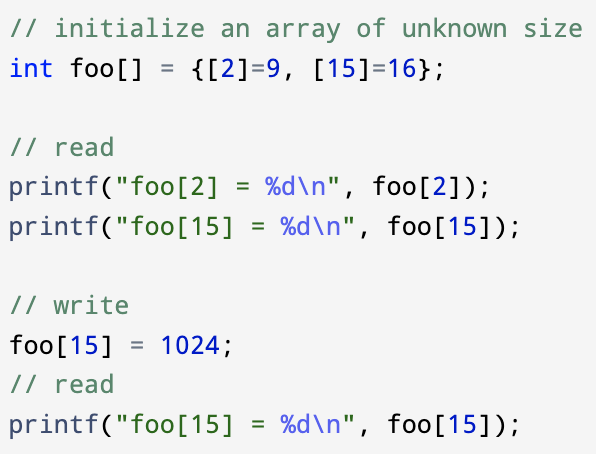 // initialize an array of unknown size
int foo[] = {[2]=9, [15]=16};
// read
printf("foo[2] = %d\n", foo[2]);
printf("foo[15] = %d\n", foo[15]);
// write
foo[15] = 1024;
// read
printf("foo[15] = %d\n", foo[15]);